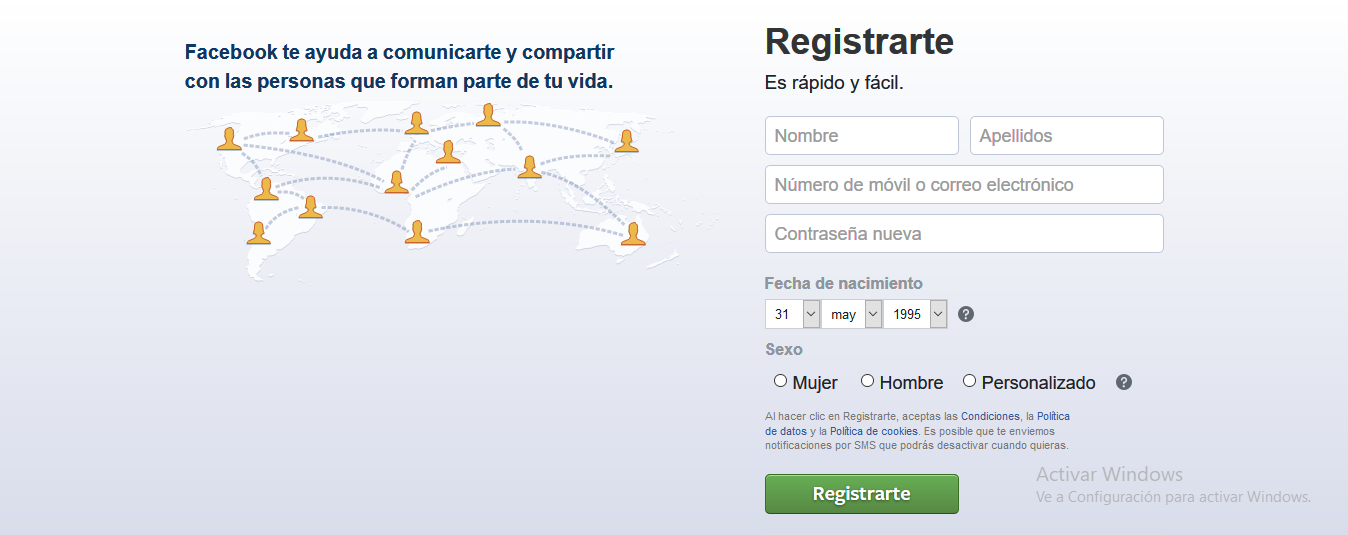 Facebook te ayuda a comunicarte y compartir
con las personas que forman parte de tu vida.
Registrarte
Es rápido y fácil.
Nombre Apellidos
Número de móvil o correo electrónico
Contraseña nueva
Fecha de nacimiento
31 may 1995 ?
Sexo
Mujer Hombre Personalizado ?
Al hacer clic en Registrarte, aceptas las Condiciones, la Política
de datos y la Política de cookies. Es posible que te enviemos
notificaciones por SMS que podrás desactivar cuando quieras.
Registrarte
Activar Windows
Ve a Configuración para activar Windows.